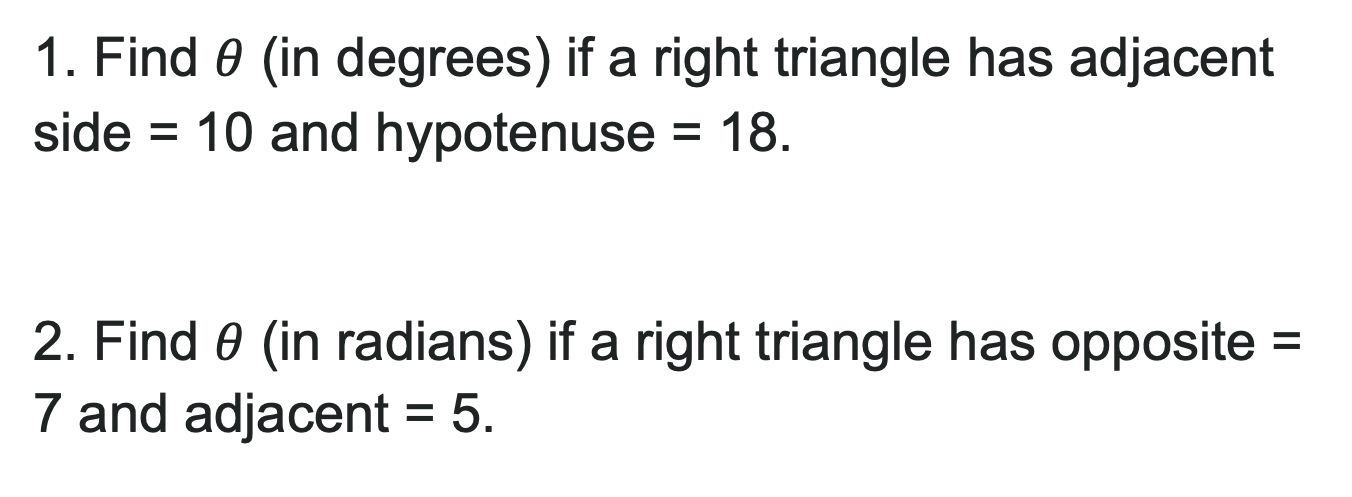 1. Find θ (in degrees) if a right triangle has adjacent
side = 10 and hypotenuse = 18.
2. Find θ (in radians) if a right triangle has opposite =
7 and adjacent = 5.